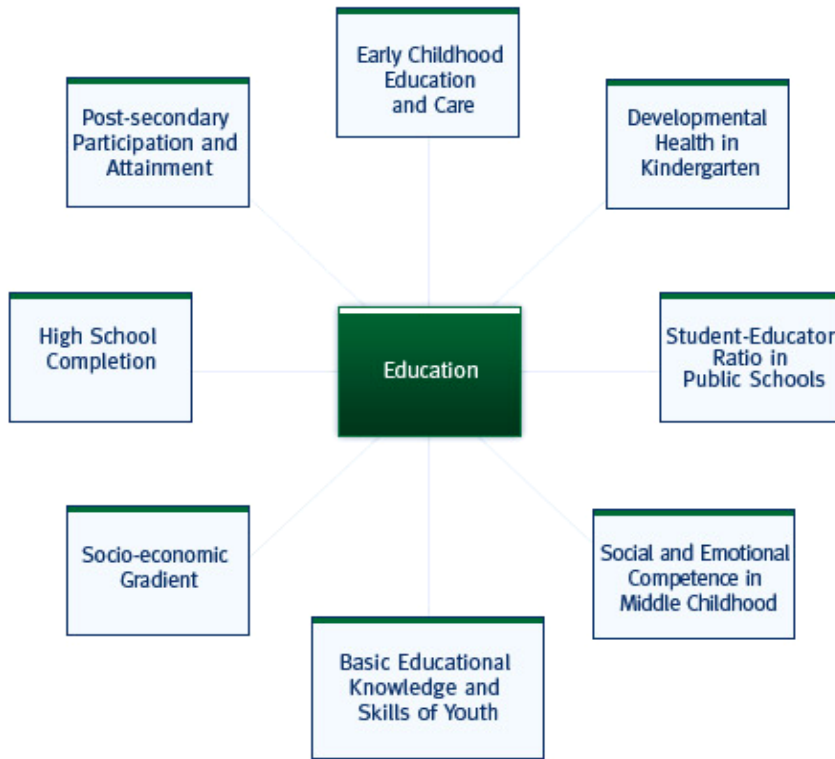 Early Childhood
Education
and Care
Developmental
Health in
Kindergarten
Student-Educator
Ratio in
Public Schools
Social and Emotional
Competence in
Middle Childhood
Basic Educational
Knowledge and
Skills of Youth
Socio-economic
Gradient
High School
Completion
Post-secondary
Participation and
Attainment
Education